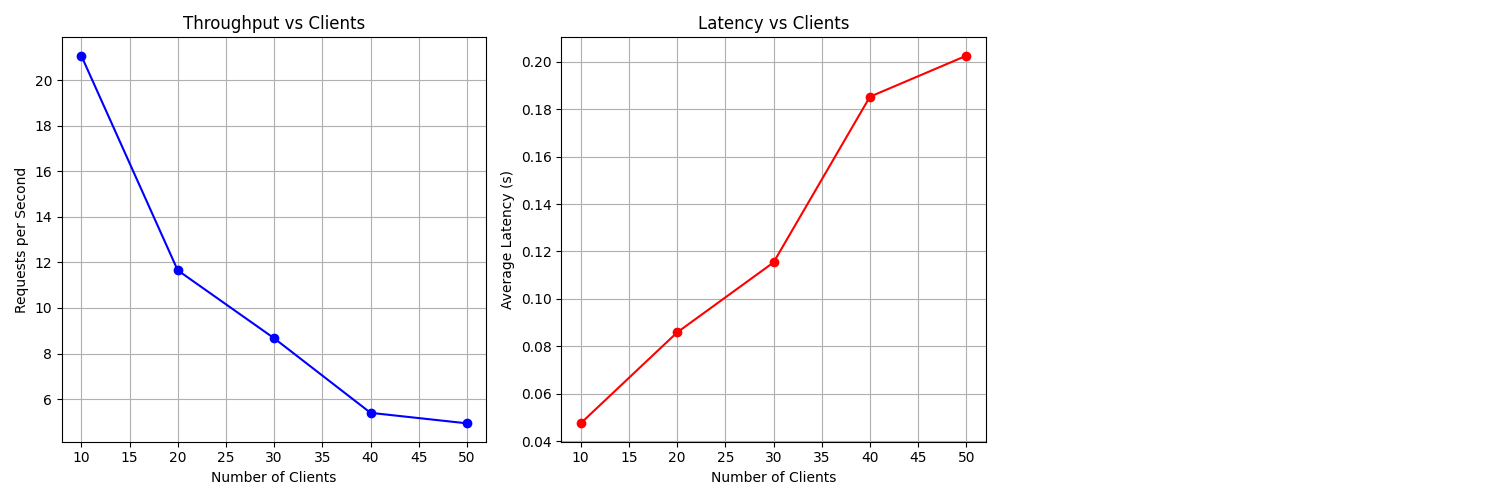 Throughput vs Clients
Requests per Second
20
18
16
14
12
10
8
6
10 15 20 25 30 35 40 45 50
Number of Clients
Latency vs Clients
Average Latency (s)
0.20
0.18
0.16
0.14
0.12
0.10
0.08
0.06
0.04
10 15 20 25 30 35 40 45 50
Number of Clients